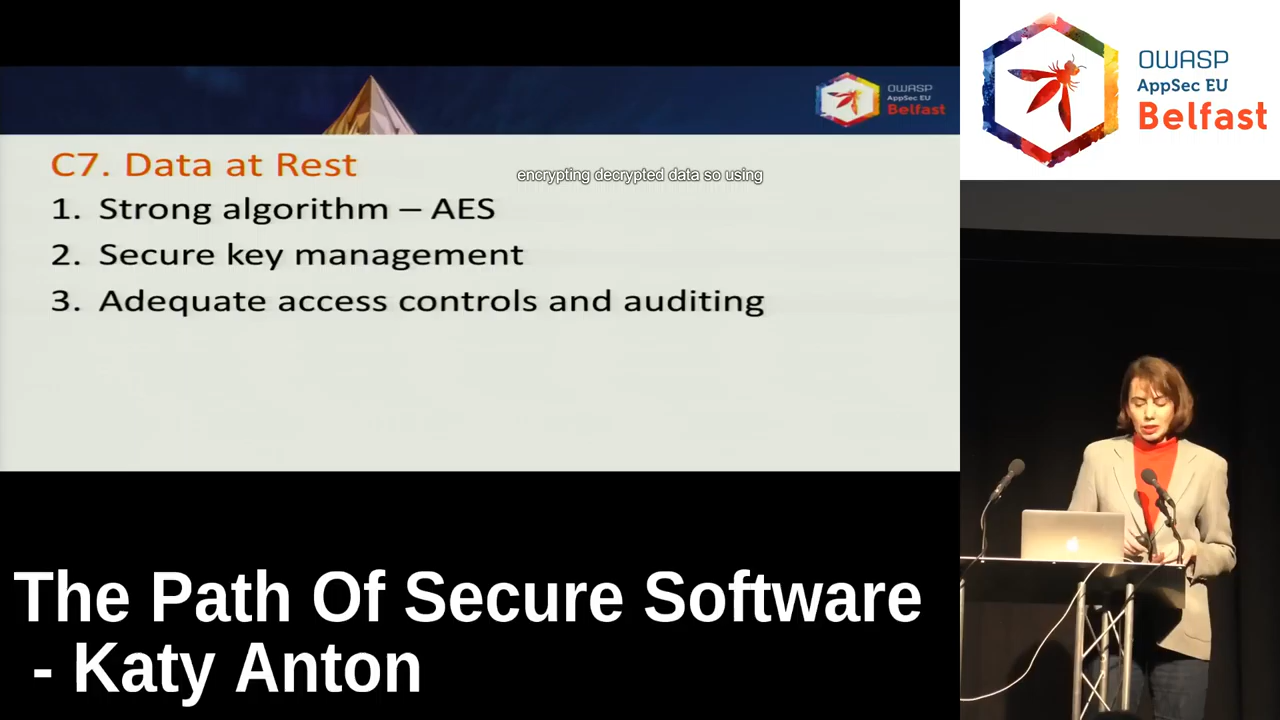 OWASP
AppSec EU
Belfast
C7. Data at Rest
encrypting decrypted data so using
1. Strong algorithm – AES
2. Secure key management
3. Adequate access controls and auditing
OWASP
AppSec EU
Belfast
The Path Of Secure Software
- Katy Anton